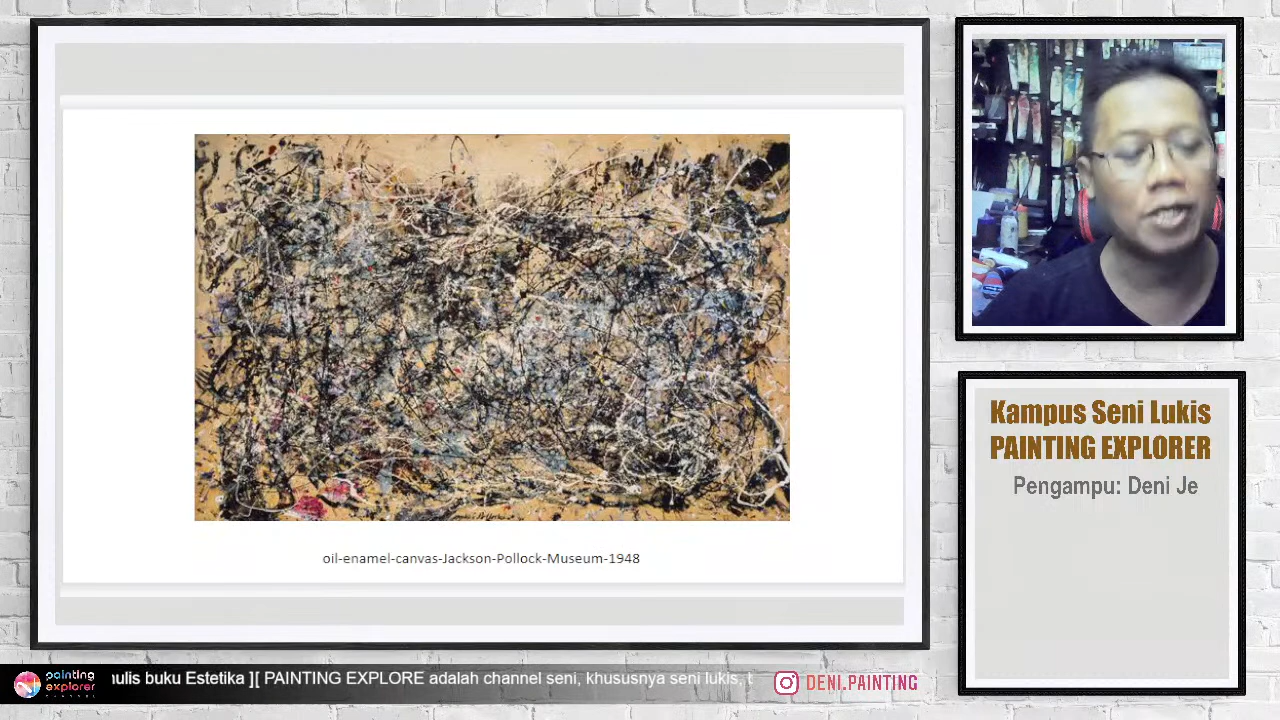 oil-enamel-canvas-Jackson-Pollock-Museum-1948
Kampus Seni Lukis
PAINTING EXPLORER
Pengampu: Deni Je
painting
explorer
CHANNEL
buku Estetika ][ PAINTING EXPLORE adalah channel seni, khususnya seni lukis,
DENI.PAINTING